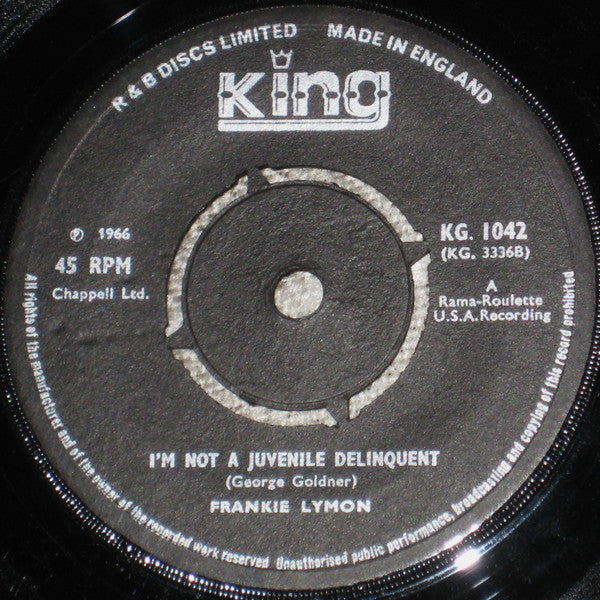 R & B DISCS LIMITED MADE IN ENGLAND
King
℗ 1966
45 RPM
Chappell Ltd.
KG. 1042
(KG. 3336B)
A
Rama-Roulette
U.S.A. Recording
I'M NOT A JUVENILE DELINQUENT
(George Goldner)
FRANKIE LYMON
All rights of the manufacturer and of the owner of the recorded work reserved Unauthorised public performance, broadcasting and copying of this record prohibited